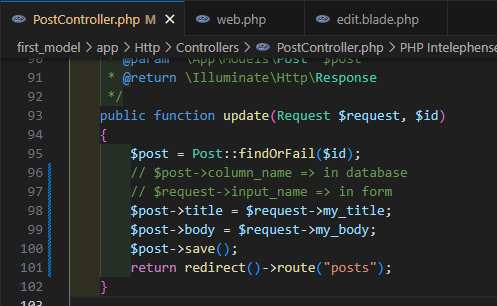 PostController.php M × web.php edit.blade.php
first_model > app > Http > Controllers > PostController.php > PHP Intelephense
90 * @param \App\Models\Post $post
91 * @return \Illuminate\Http\Response
92 */
93 public function update(Request $request, $id)
94 {
95 $post = Post::findOrFail($id);
96 // $post->column_name => in database
97 // $request->input_name => in form
98 $post->title = $request->my_title;
99 $post->body = $request->my_body;
100 $post->save();
101 return redirect()->route("posts");
102 }
103